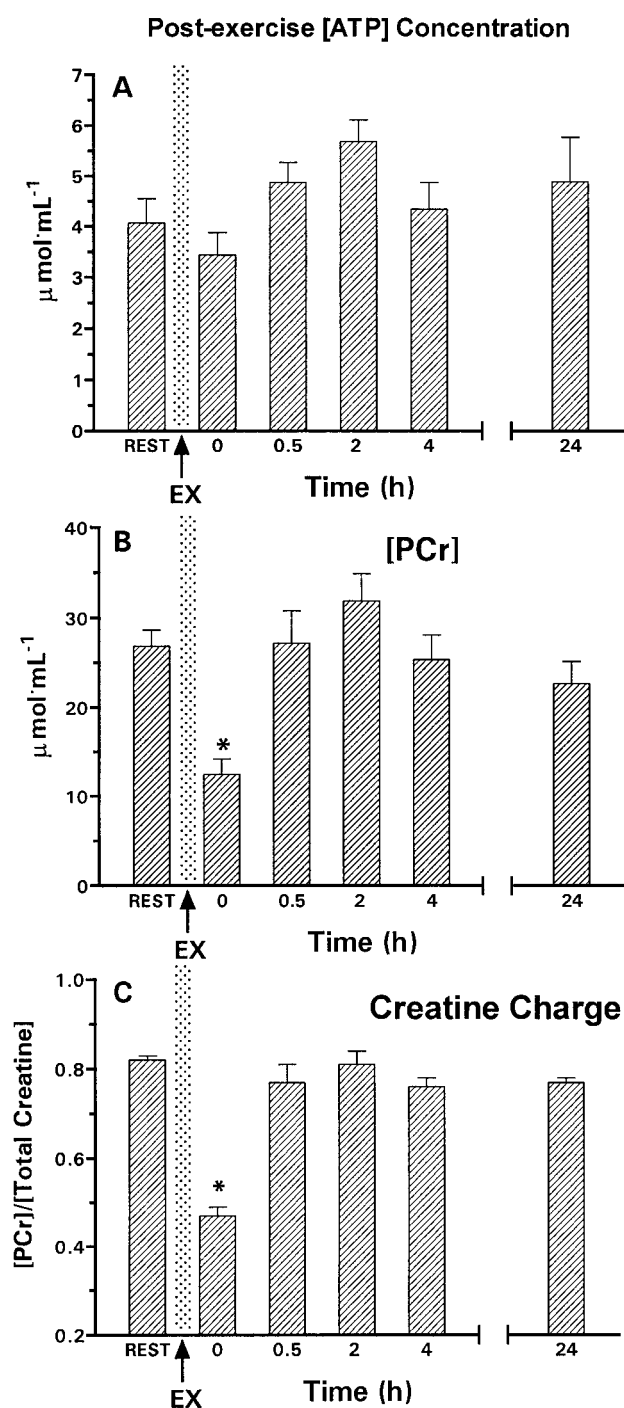 Post-exercise [ATP] Concentration
A
7
6
5
4
3
2
1
0
μmol·mL⁻¹
REST 0 0.5 2 4 24
EX
Time (h)
B
[PCr]
40
30
20
10
0
μmol·mL⁻¹
*
REST 0 0.5 2 4 24
EX
Time (h)
C
Creatine Charge
1.0
0.8
0.6
0.4
0.2
[PCr]/[Total Creatine]
*
REST 0 0.5 2 4 24
EX
Time (h)